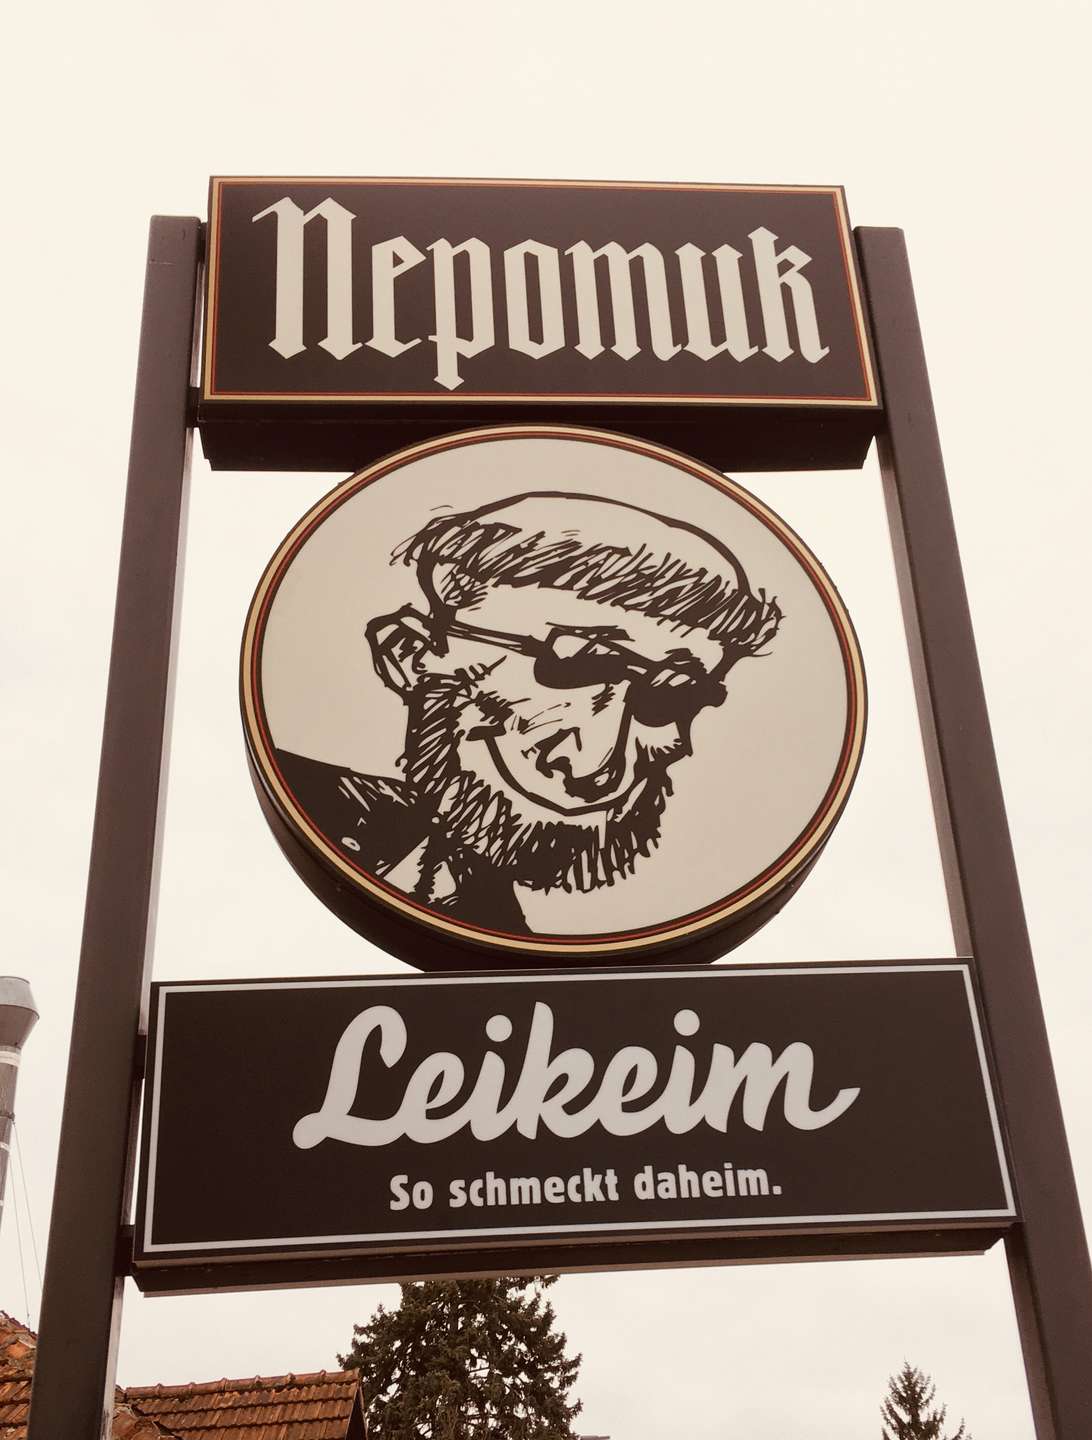 Nepomuk
Leikeim
So schmeckt daheim.